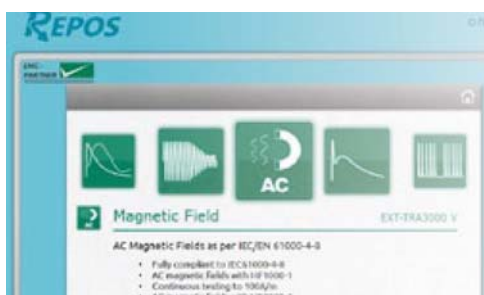 REPOS
EMC
PARTNER
AC
Magnetic Field EXT-TRA3000 V
AC
AC Magnetic Fields as per IEC/EN 61000-4-8
• Fully compliant to IEC61000-4-8
• AC magnetic fields with MF1000-1
• Continuous testing to 100A/m